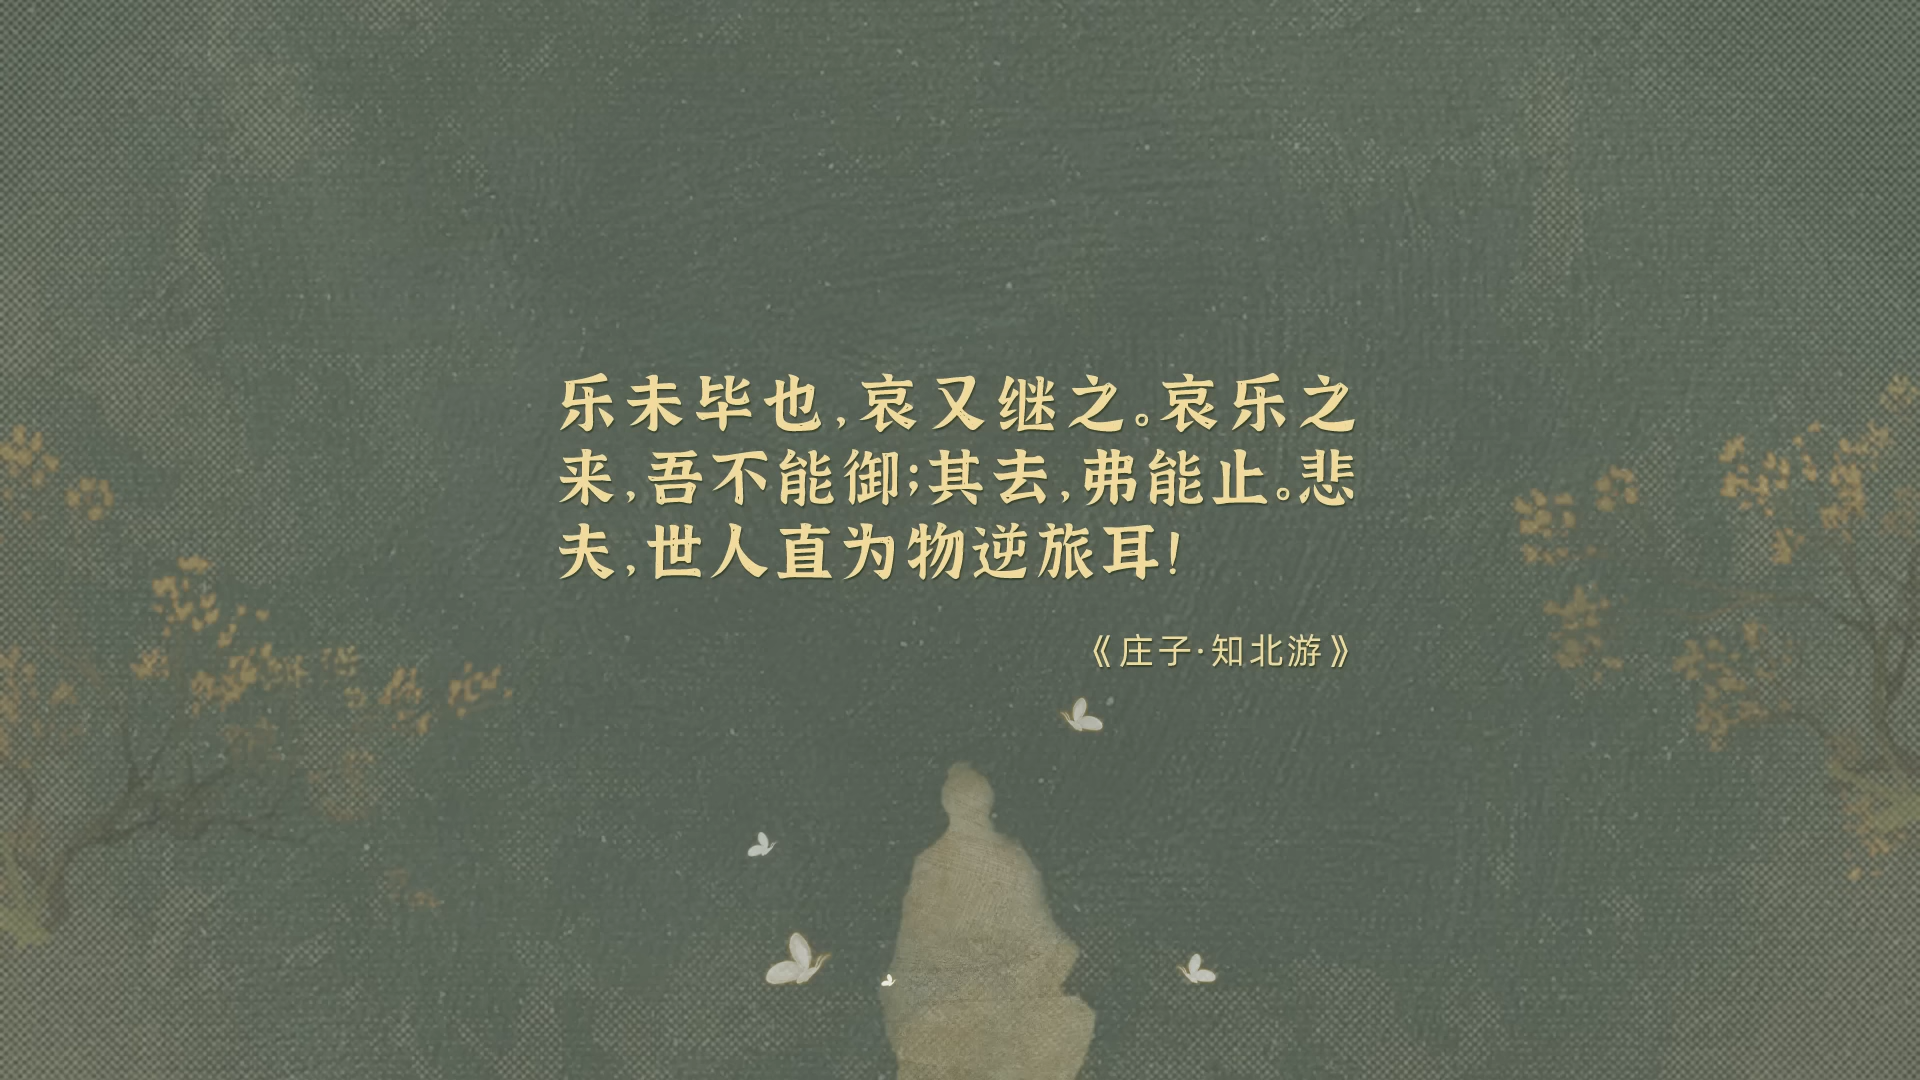 乐未毕也,哀又继之。哀乐之
来,吾不能御;其去,弗能止。悲
夫,世人直为物逆旅耳!
《庄子·知北游》